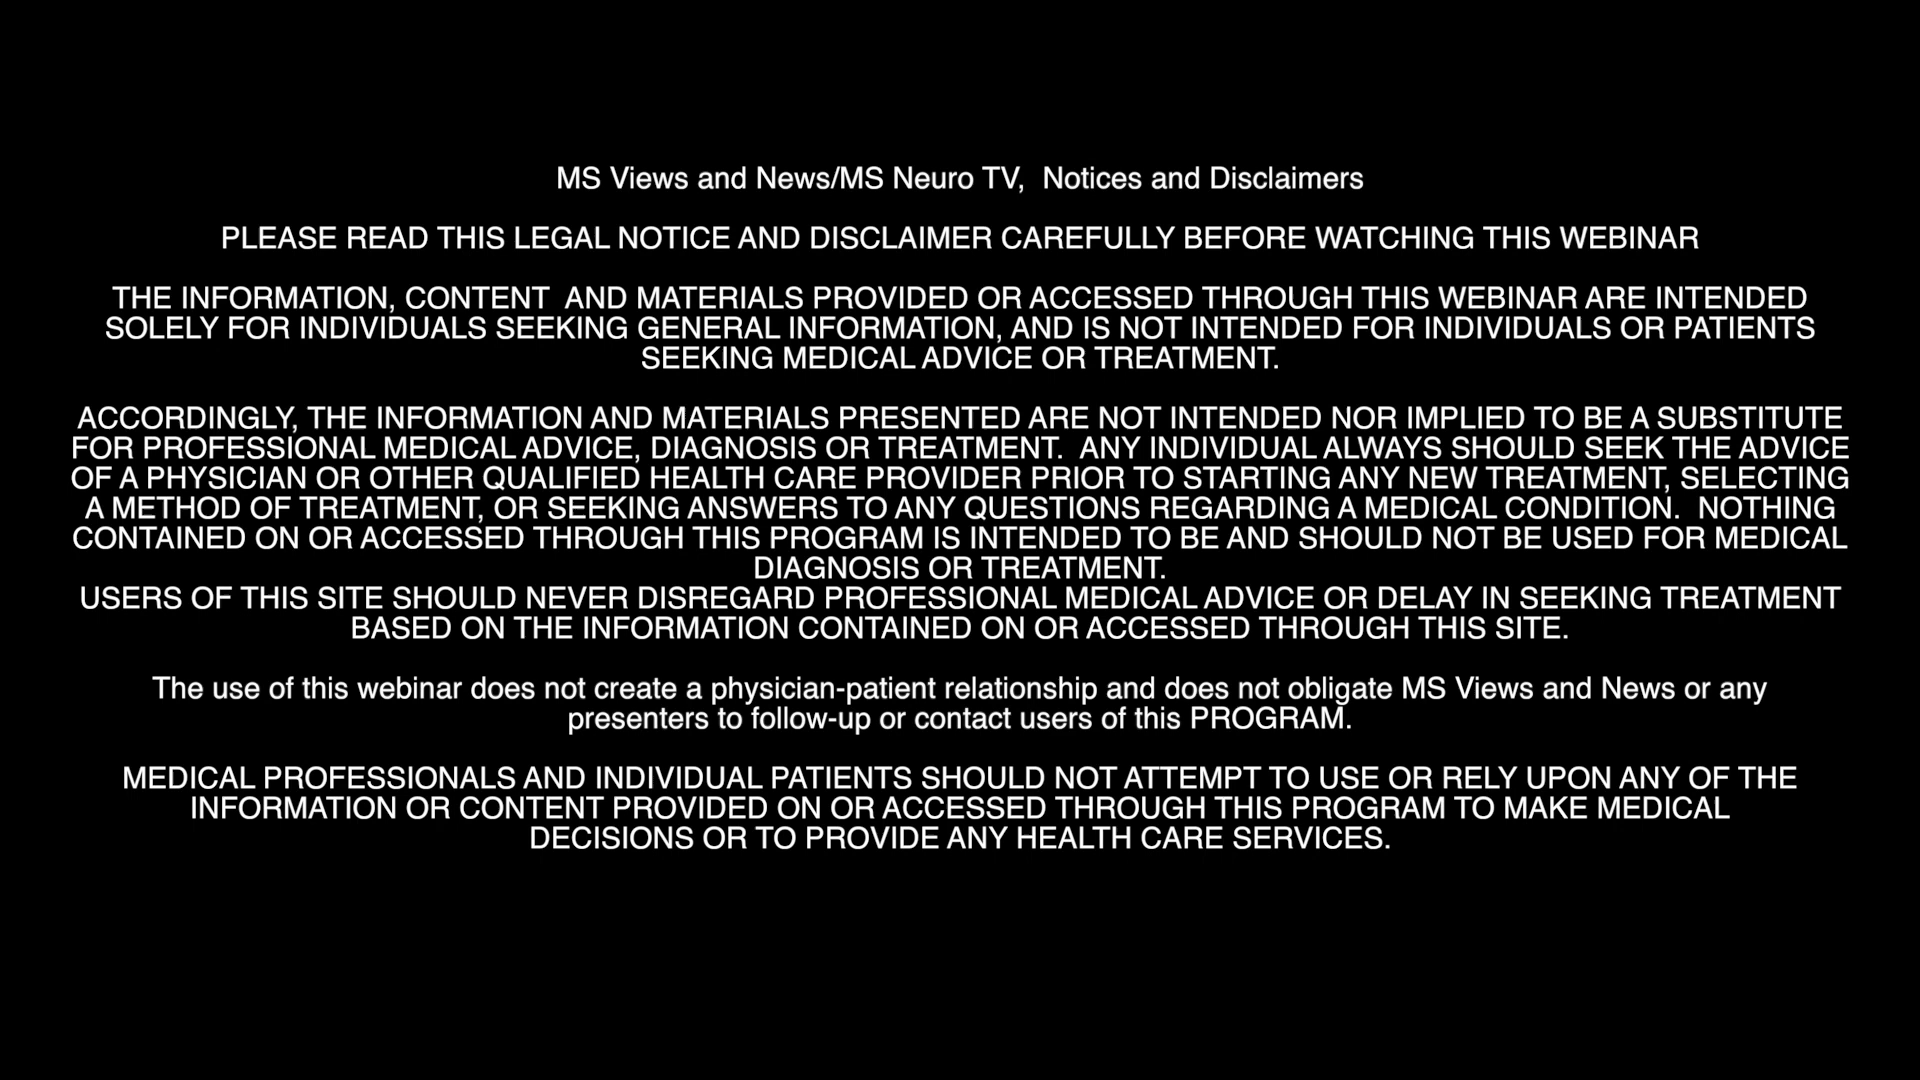 MS Views and News/MS Neuro TV,  Notices and Disclaimers
PLEASE READ THIS LEGAL NOTICE AND DISCLAIMER CAREFULLY BEFORE WATCHING THIS WEBINAR
THE INFORMATION, CONTENT  AND MATERIALS PROVIDED OR ACCESSED THROUGH THIS WEBINAR ARE INTENDED
SOLELY FOR INDIVIDUALS SEEKING GENERAL INFORMATION, AND IS NOT INTENDED FOR INDIVIDUALS OR PATIENTS
SEEKING MEDICAL ADVICE OR TREATMENT.
ACCORDINGLY, THE INFORMATION AND MATERIALS PRESENTED ARE NOT INTENDED NOR IMPLIED TO BE A SUBSTITUTE
FOR PROFESSIONAL MEDICAL ADVICE, DIAGNOSIS OR TREATMENT.  ANY INDIVIDUAL ALWAYS SHOULD SEEK THE ADVICE
OF A PHYSICIAN OR OTHER QUALIFIED HEALTH CARE PROVIDER PRIOR TO STARTING ANY NEW TREATMENT, SELECTING
A METHOD OF TREATMENT, OR SEEKING ANSWERS TO ANY QUESTIONS REGARDING A MEDICAL CONDITION.  NOTHING
CONTAINED ON OR ACCESSED THROUGH THIS PROGRAM IS INTENDED TO BE AND SHOULD NOT BE USED FOR MEDICAL
DIAGNOSIS OR TREATMENT.
USERS OF THIS SITE SHOULD NEVER DISREGARD PROFESSIONAL MEDICAL ADVICE OR DELAY IN SEEKING TREATMENT
BASED ON THE INFORMATION CONTAINED ON OR ACCESSED THROUGH THIS SITE.
The use of this webinar does not create a physician-patient relationship and does not obligate MS Views and News or any
presenters to follow-up or contact users of this PROGRAM.
MEDICAL PROFESSIONALS AND INDIVIDUAL PATIENTS SHOULD NOT ATTEMPT TO USE OR RELY UPON ANY OF THE
INFORMATION OR CONTENT PROVIDED ON OR ACCESSED THROUGH THIS PROGRAM TO MAKE MEDICAL
DECISIONS OR TO PROVIDE ANY HEALTH CARE SERVICES.